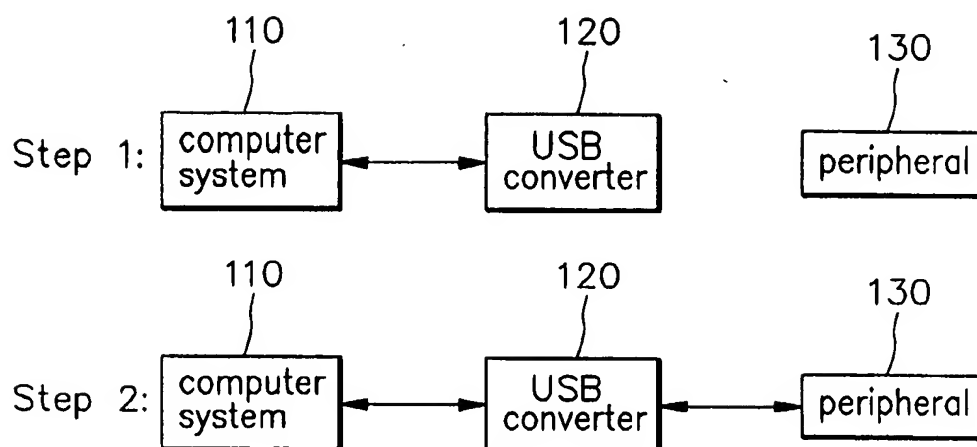 110 120 130
Step 1: computer system USB converter peripheral
110 120 130
Step 2: computer system USB converter peripheral